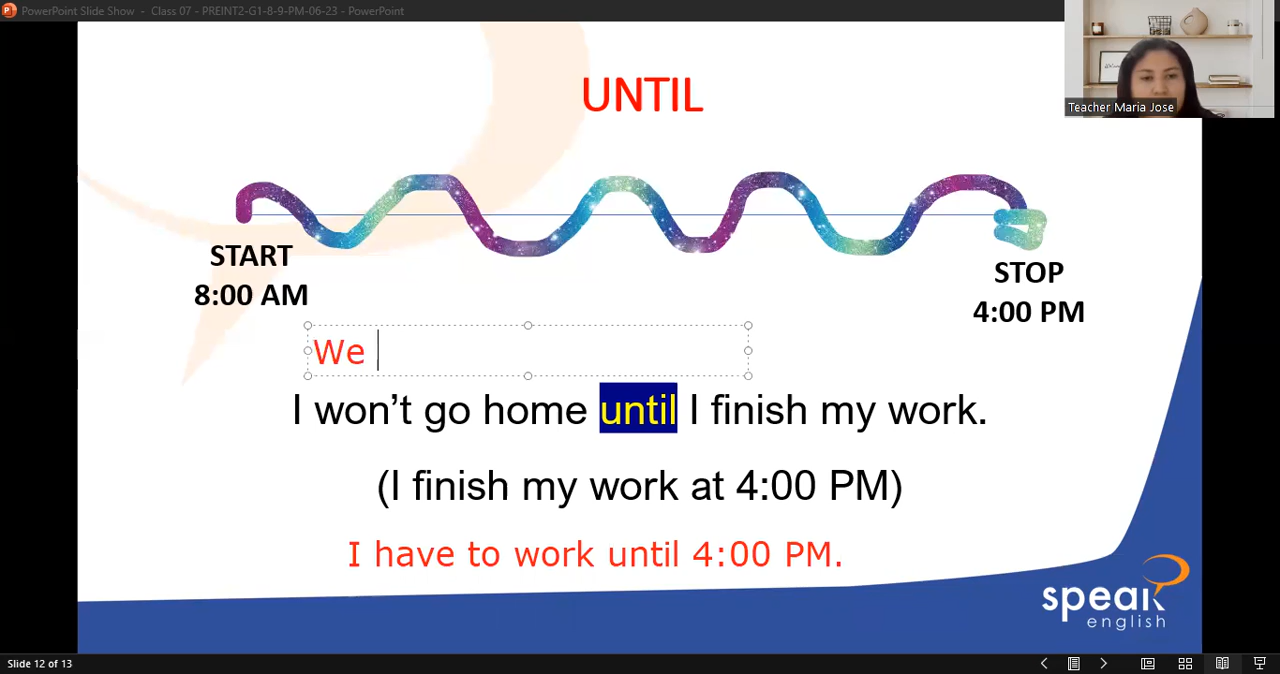 PowerPoint Slide Show - Class 07 - PREINT2-G1-8-9-PM-06-23 - PowerPoint
Teacher Maria Jose
UNTIL
START
8:00 AM
STOP
4:00 PM
We
I won't go home until I finish my work.
(I finish my work at 4:00 PM)
I have to work until 4:00 PM.
speak
english
Slide 12 of 13